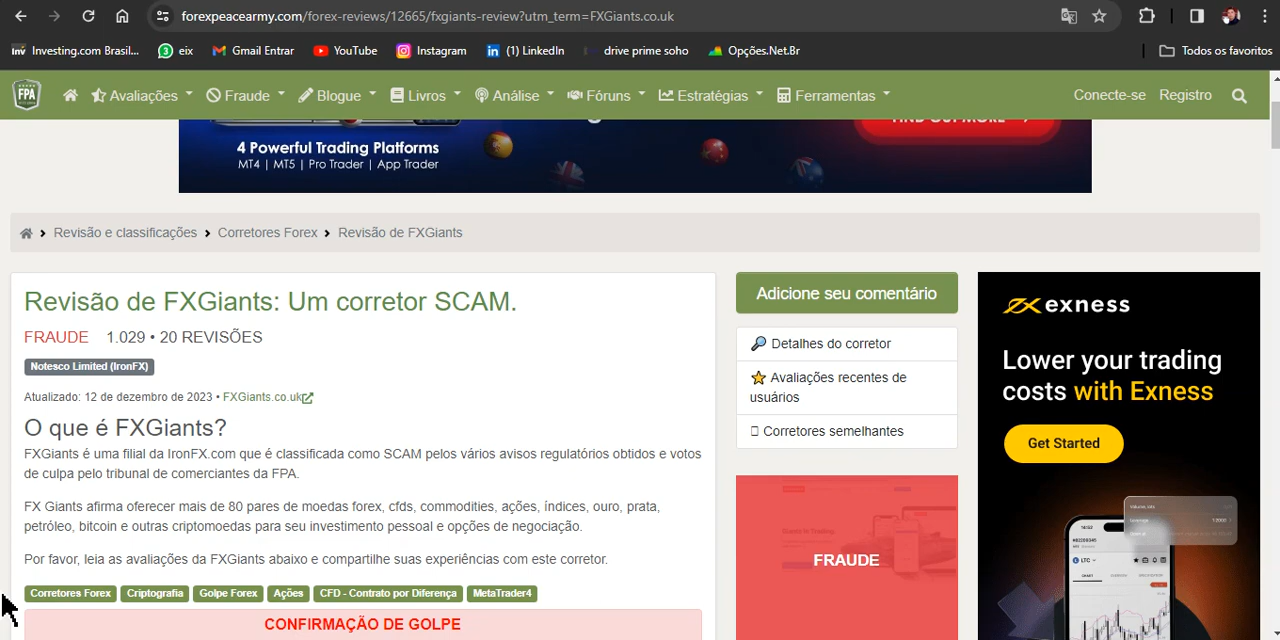 forexpeacearmy.com/forex-reviews/12665/fxgiants-review?utm_term=FXGiants.co.uk
Investing.com Brasil...
3 eix
Gmail Entrar
YouTube
Instagram
(1) LinkedIn
drive prime soho
Opções.Net.Br
Todos os favoritos
FPA
Avaliações
Fraude
Blogue
Livros
Análise
Fóruns
Estratégias
Ferramentas
Conecte-se
Registro
4 Powerful Trading Platforms
MT4 | MT5 | Pro Trader | App Trader
FIND OUT MORE
Revisão e classificações
Corretores Forex
Revisão de FXGiants
Revisão de FXGiants: Um corretor SCAM.
FRAUDE 1.029 • 20 REVISÕES
Notesco Limited (IronFX)
Atualizado: 12 de dezembro de 2023 • FXGiants.co.uk
O que é FXGiants?
FXGiants é uma filial da IronFX.com que é classificada como SCAM pelos vários avisos regulatórios obtidos e votos
de culpa pelo tribunal de comerciantes da FPA.
FX Giants afirma oferecer mais de 80 pares de moedas forex, cfds, commodities, ações, índices, ouro, prata,
petróleo, bitcoin e outras criptomoedas para seu investimento pessoal e opções de negociação.
Por favor, leia as avaliações da FXGiants abaixo e compartilhe suas experiências com este corretor.
Corretores Forex
Criptografia
Golpe Forex
Ações
CFD - Contrato por Diferença
MetaTrader4
CONFIRMAÇÃO DE GOLPE
Adicione seu comentário
Detalhes do corretor
Avaliações recentes de
usuários
Corretores semelhantes
FRAUDE
exness
Lower your trading
costs with Exness
Get Started
LTC